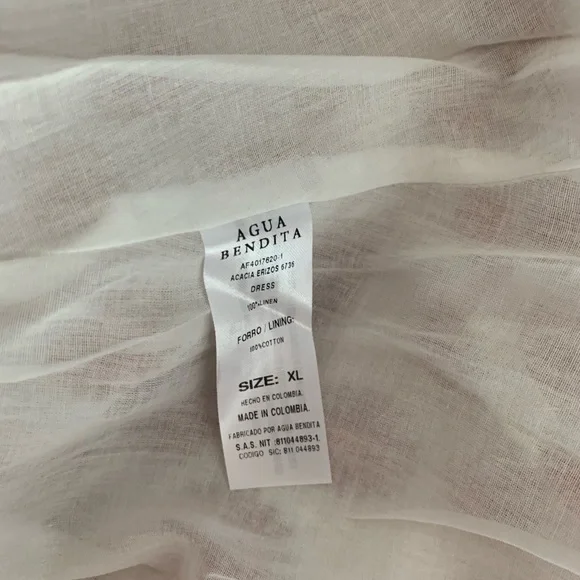 AGUA
BENDITA
AF4017620-1
ACACIA ERIZOS 6736
DRESS
100%LINEN
FORRO / LINING:
100%COTTON
SIZE: XL
HECHO EN COLOMBIA.
MADE IN COLOMBIA.
FABRICADO POR AGUA BENDITA
S.A.S. NIT :811044893-1.
CODIGO SIC: 811 044893